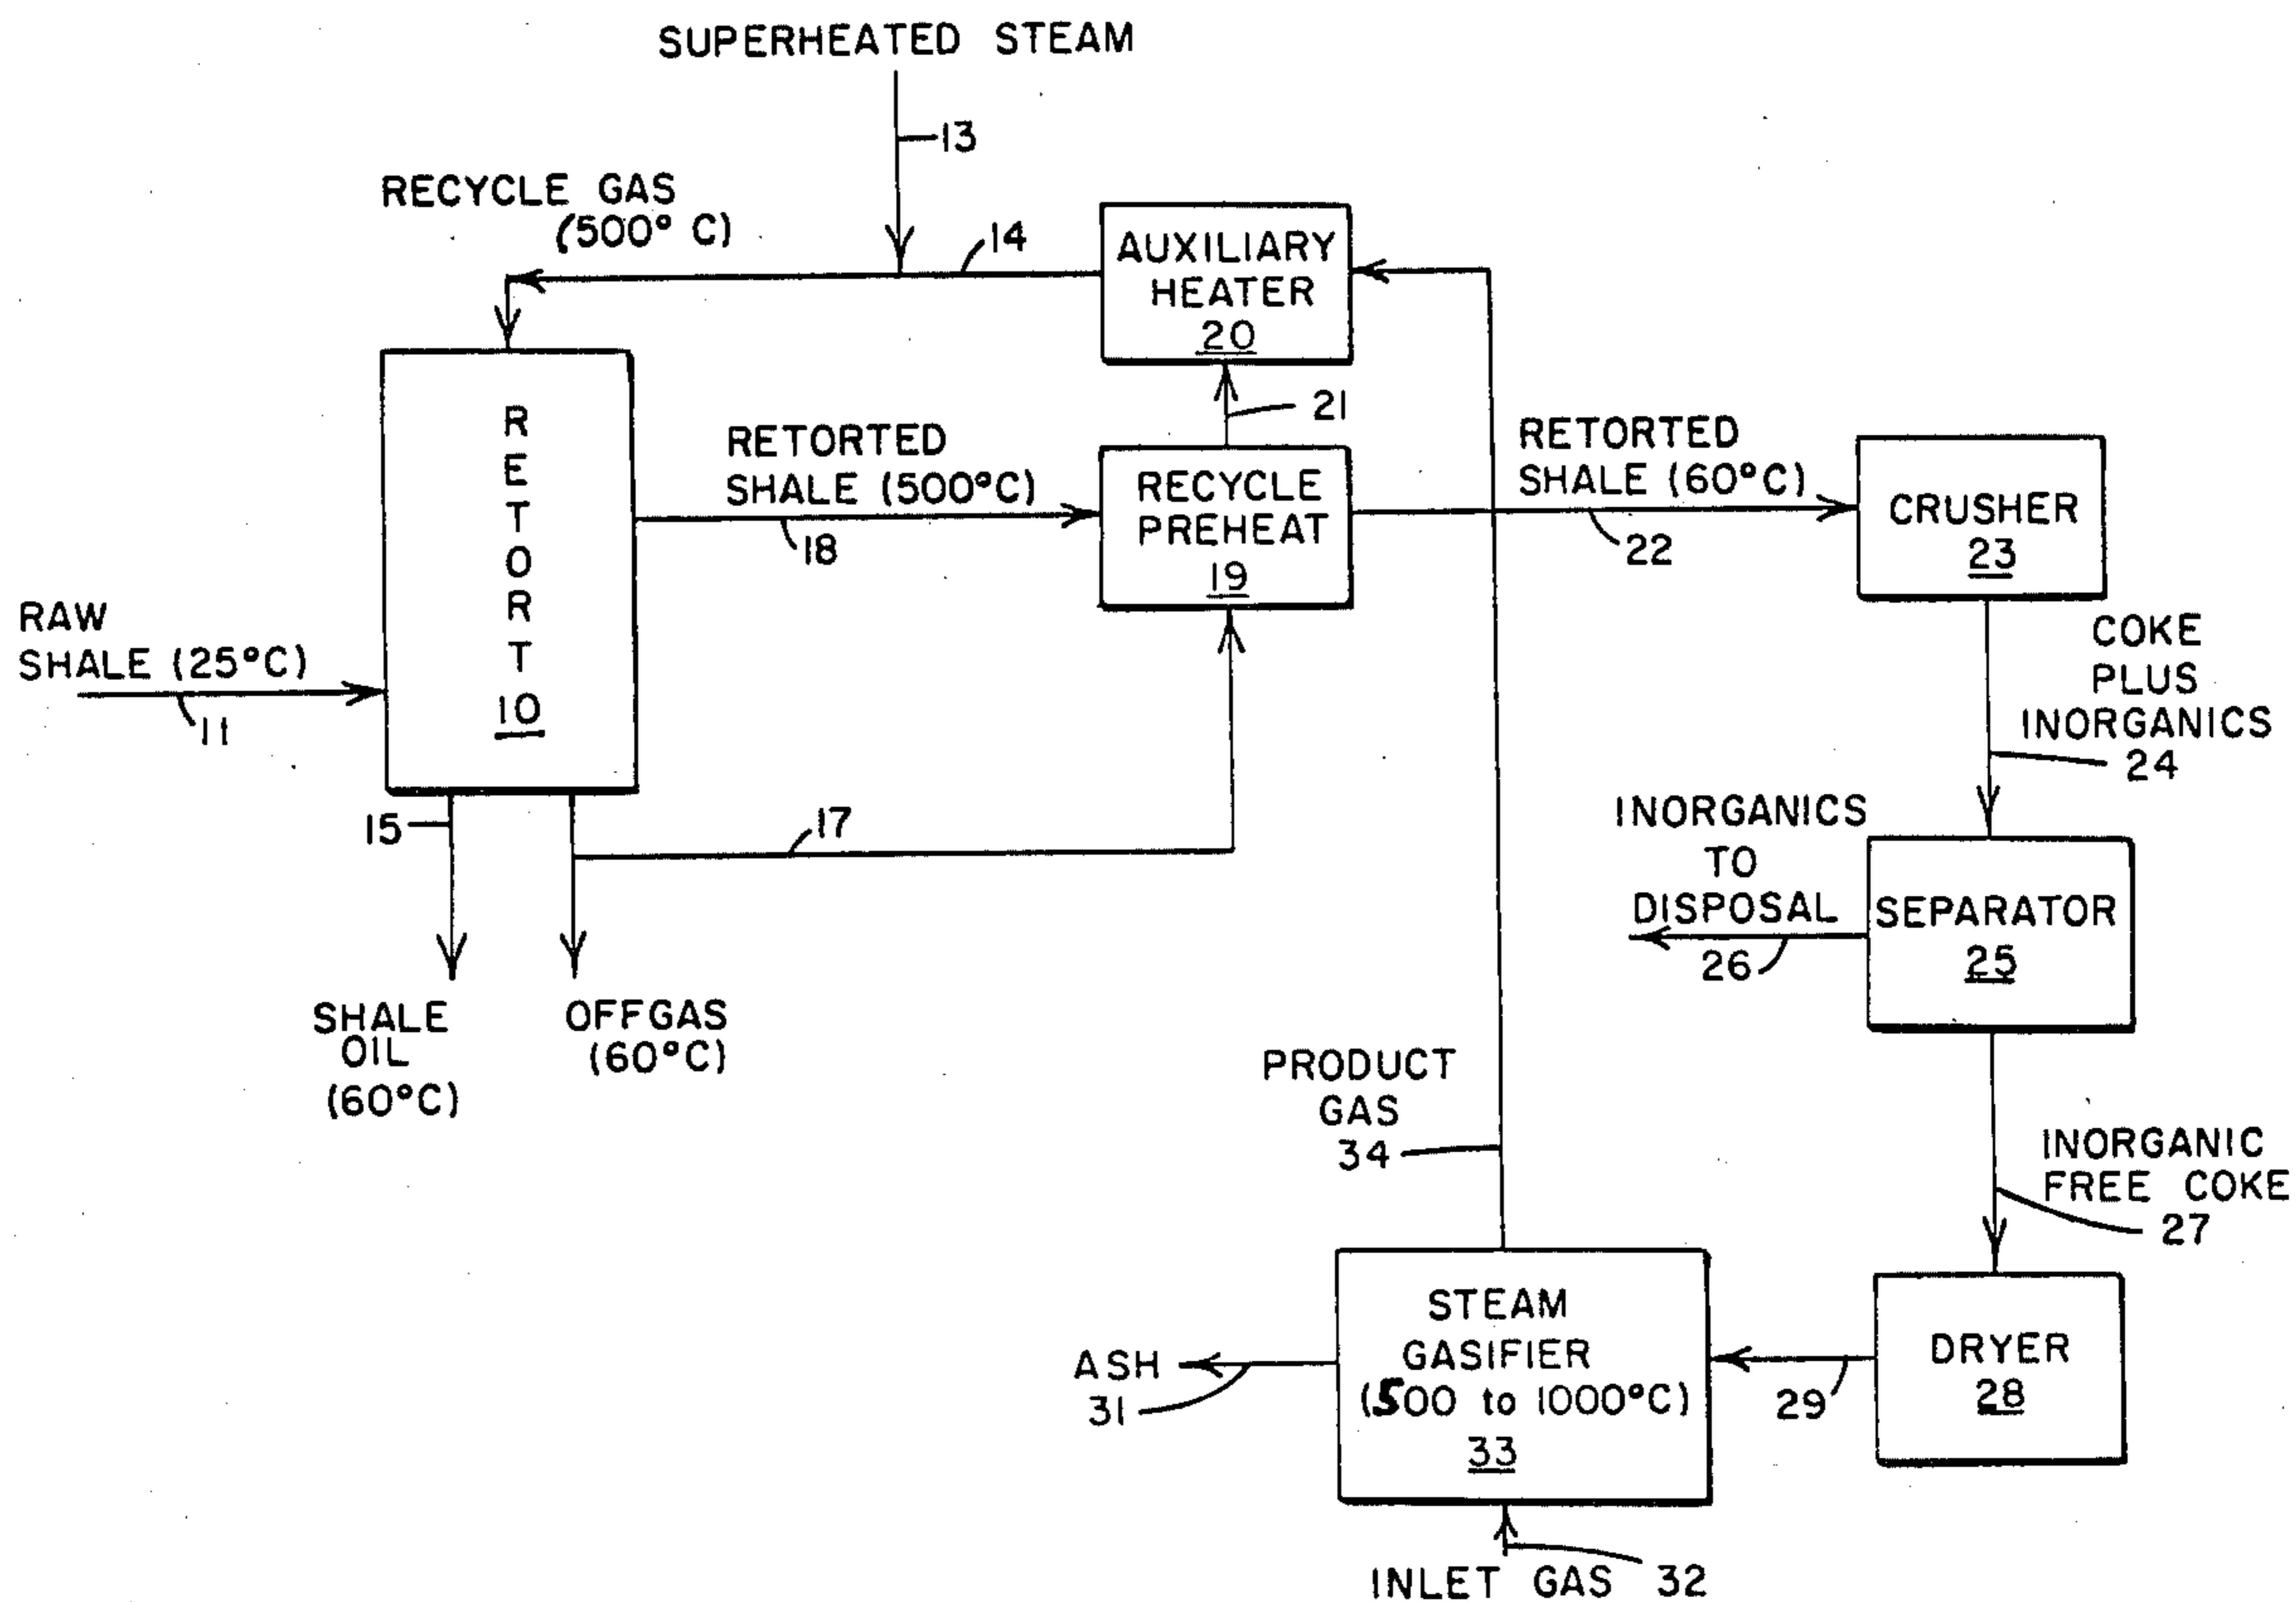 SUPERHEATED STEAM
13
RECYCLE GAS
(500° C)
14
AUXILIARY
HEATER
20
21
RETORT
10
RETORTED
SHALE (500°C)
18
RECYCLE
PREHEAT
19
RETORTED
SHALE (60°C)
22
CRUSHER
23
RAW
SHALE (25°C)
11
COKE
PLUS
INORGANICS
24
15
17
INORGANICS
TO
DISPOSAL
26
SEPARATOR
25
SHALE
OIL
(60°C)
OFFGAS
(60°C)
PRODUCT
GAS
34
INORGANIC
FREE COKE
27
STEAM
GASIFIER
(500 to 1000°C)
33
ASH
31
29
DRYER
28
INLET GAS 32